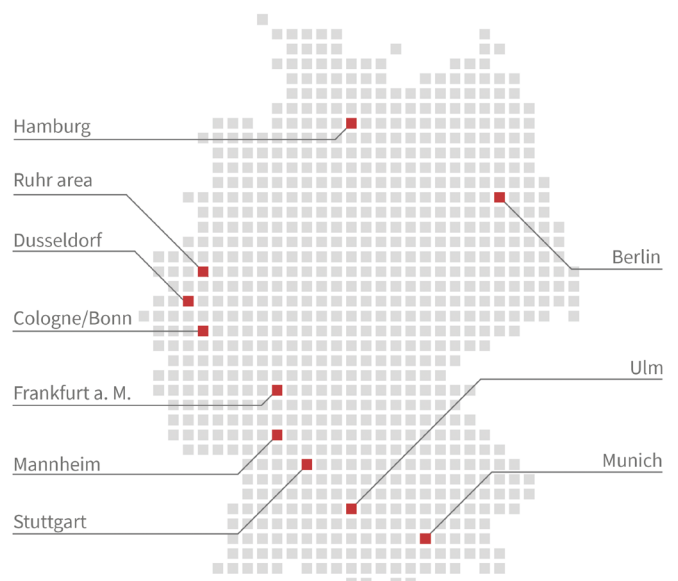 Hamburg
Ruhr area
Dusseldorf
Berlin
Cologne/Bonn
Ulm
Frankfurt a. M.
Munich
Mannheim
Stuttgart